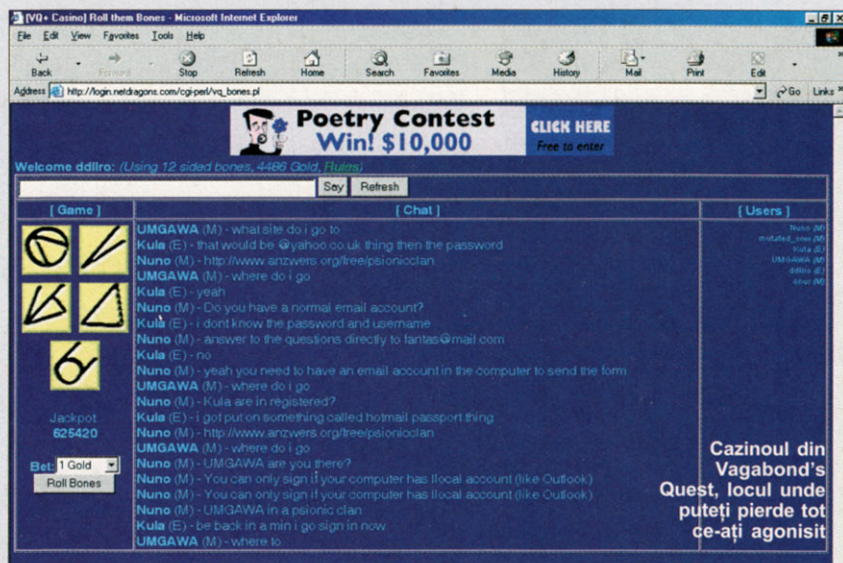 [VQ+ Casino] Roll them Bones - Microsoft Internet Explorer
File Edit View Favorites Tools Help
Back Forward Stop Refresh Home Search Favorites Media History Mail Print Edit
Address http://login.netdragons.com/cgi-perl/vq_bones.pl Go Links
Poetry Contest
Win! $10,000
CLICK HERE
Free to enter
Welcome ddliro: (Using 12 sided bones, 4486 Gold, Rules)
Say Refresh
[ Game ] [ Chat ] [ Users ]
UMGAWA (M) - what site do i go to
Kula (E) - that would be @yahoo.co.uk thing then the password
Nuno (M) - http://www.anzwers.org/free/psionicclan
UMGAWA (M) - where do i go
Kula (E) - yeah
Nuno (M) - Do you have a normal email account?
Kula (E) - i dont know the password and username
Nuno (M) - answer to the questions directly to fantas@mail.com
Kula (E) - no
Nuno (M) - yeah you need to have an email account in the computer to send the form
UMGAWA (M) - where do i go
Nuno (M) - Kula are in registered?
Kula (E) - i got put on something called hotmail passport thing
Nuno (M) - http://www.anzwers.org/free/psionicclan
UMGAWA (M) - where do i go
Nuno (M) - UMGAWA are you there?
Nuno (M) - You can only sign if your computer has llocal account (like Outlook)
Nuno (M) - You can only sign if your computer has llocal account (like Outlook)
Nuno (M) - UMGAWA in a psionic clan
Kula (E) - be back in a min i go sign in now
UMGAWA (M) - where to
Jackpot
625420
Bet: 1 Gold
Roll Bones
Nuno (M)
Kula (E)
UMGAWA (M)
ddliro (E)
Cazinoul din
Vagabond's
Quest, locul unde
puteți pierde tot
ce-ați agonisit